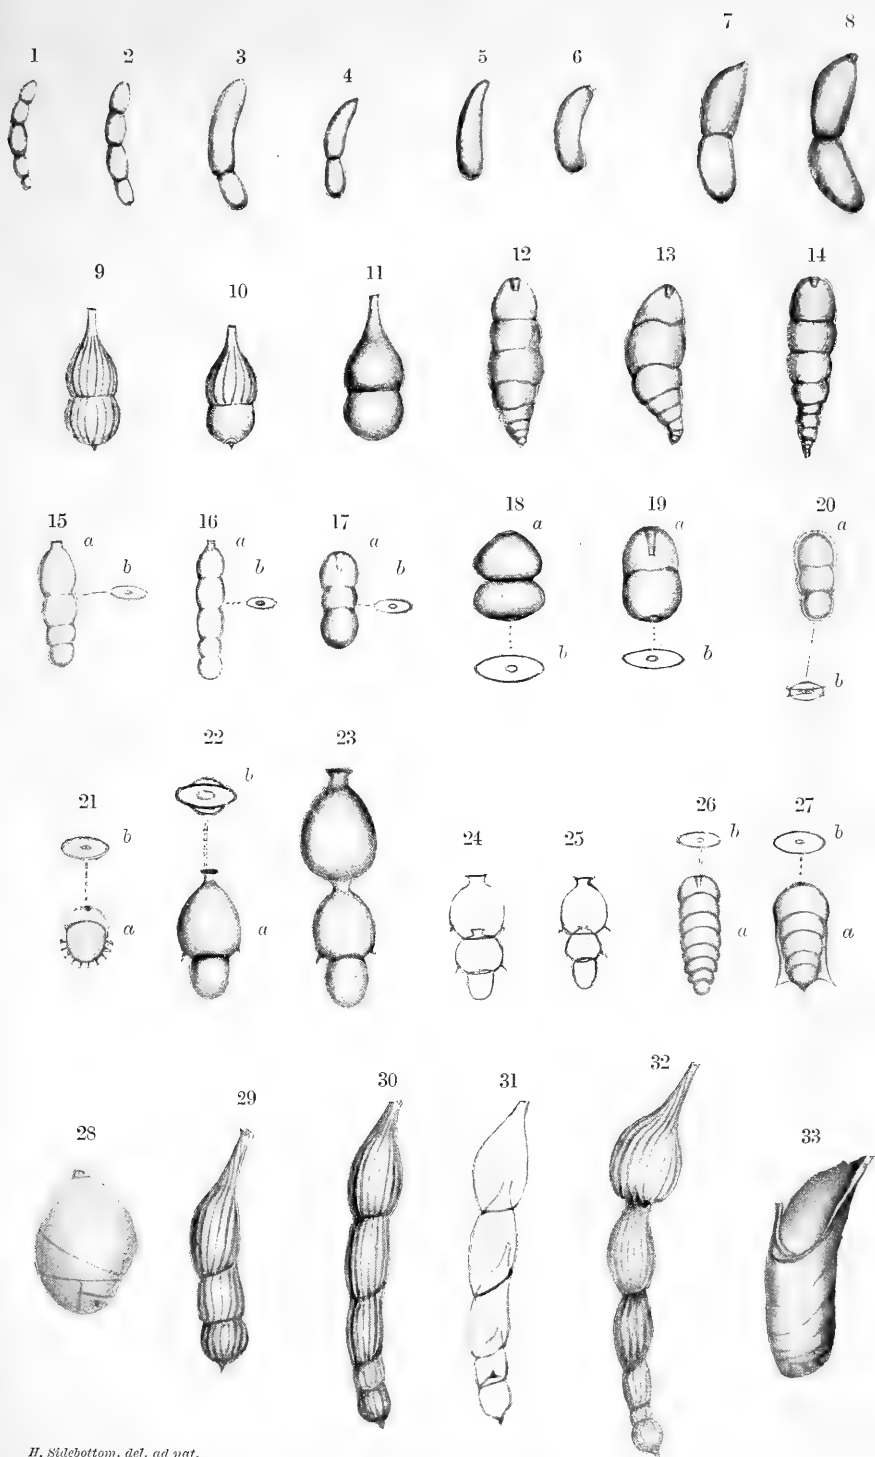 1 2 3 4 5 6 7 8
9 10 11 12 13 14
15 a b 16 a b 17 a b 18 a b 19 a b 20 a b
21 b a 22 b a 23 24 25 26 b a 27 b a
28 29 30 31 32 33
H. Sidebottom, del. ad nat.